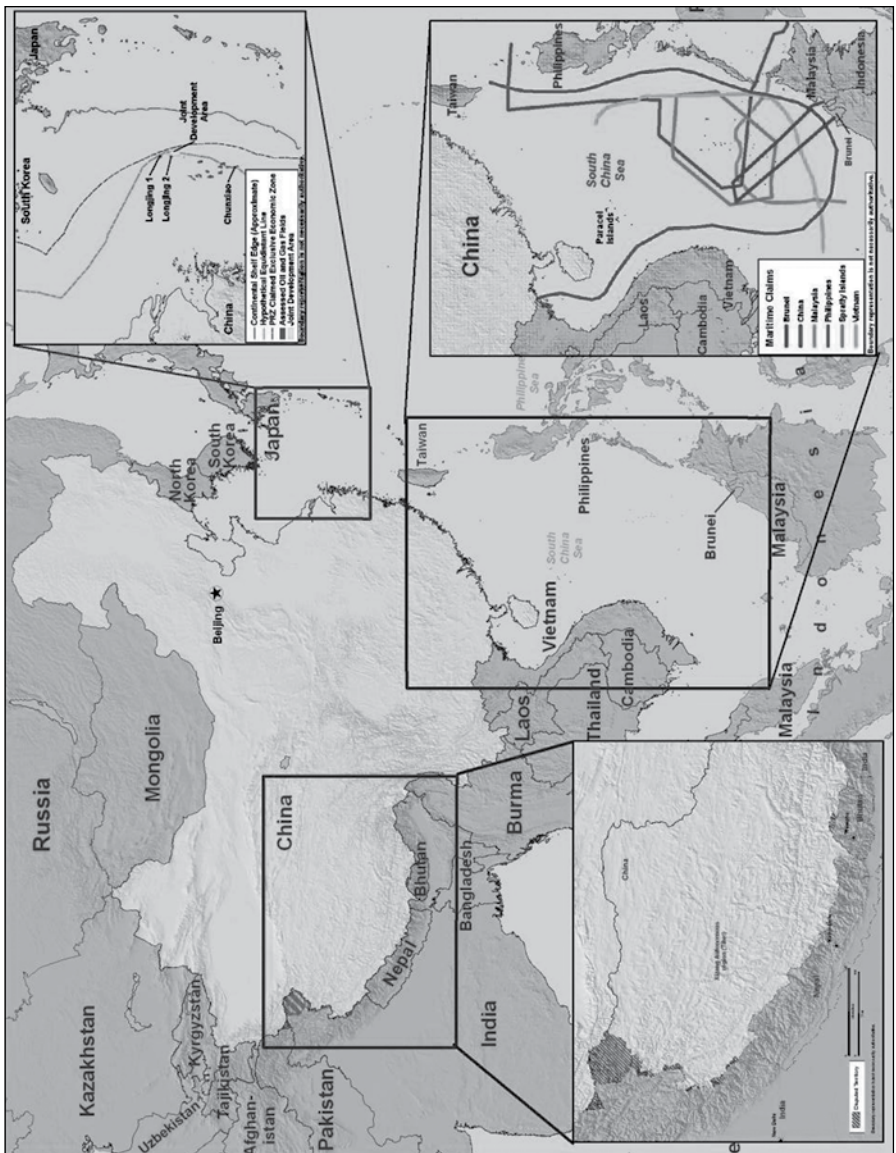 Russia
Kazakhstan
Mongolia
Uzbekistan
Kyrgyzstan
Tajikistan
Afghan-
istan
Pakistan
China
Beijing
North
Korea
South
Korea
Japan
Nepal
Bhutan
Bangladesh
India
Burma
Laos
Thailand
Cambodia
Vietnam
South
China
Sea
Taiwan
Philippine
Sea
Philippines
Brunei
Malaysia
Malaysia
Indonesia
South Korea
Japan
China
Longjing 1
Longjing 2
Joint
Development
Area
Chunxiao
Continental Shelf Edge (Approximate)
Hypothetical Equidistant Line
Claimed Exclusive Economic Zone
Assessed Oil and Gas Fields
Joint Development Area
Boundary representation is not necessarily authoritative.
China
Taiwan
Laos
Cambodia
Vietnam
Paracel
Islands
South
China
Sea
Philippines
Malaysia
Brunei
Indonesia
Maritime Claims
Brunei
China
Malaysia
Philippines
Spratly Islands
Vietnam
Boundary representation is not necessarily authoritative.
China
Nepal
Bhutan
India
New Delhi
India
Disputed Territory